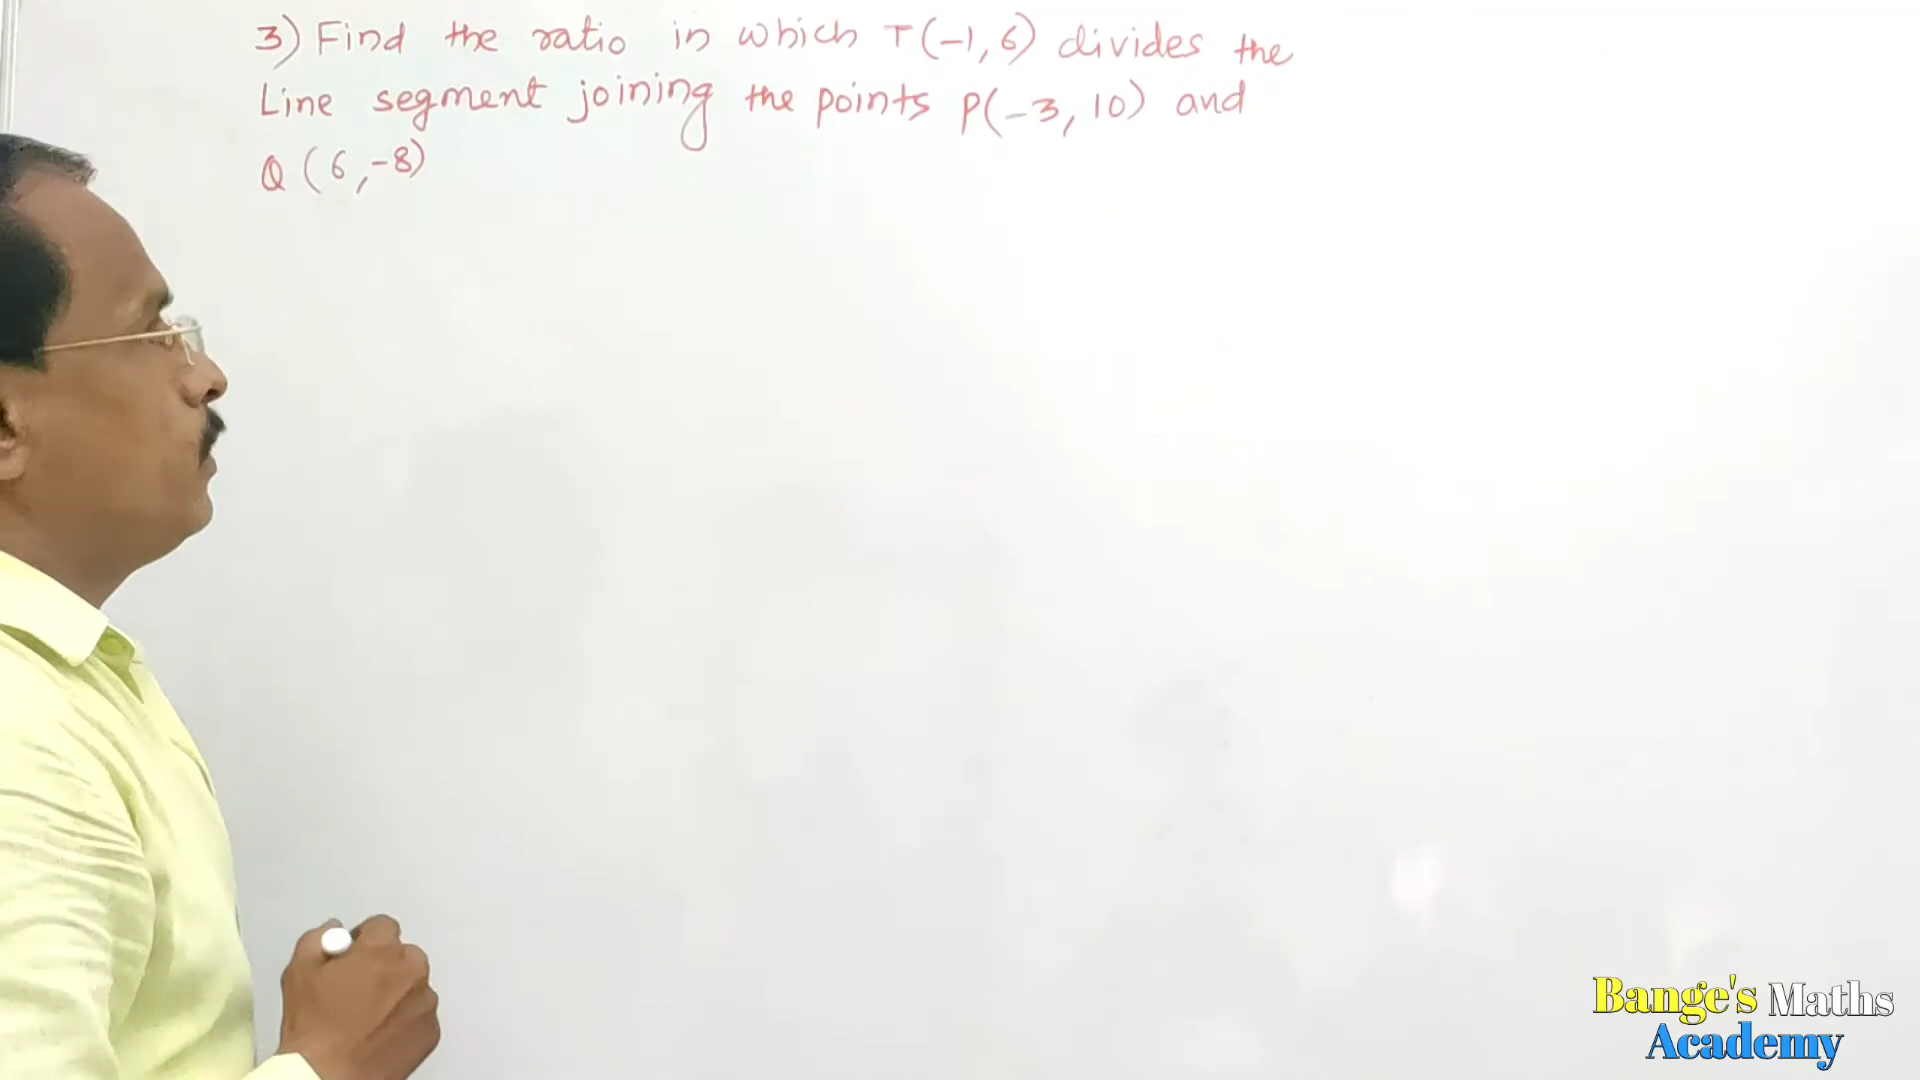 3) Find the ratio in which T(-1, 6) divides the
Line segment joining the points P(-3, 10) and
Q (6, -8)
Bange's Maths
Academy